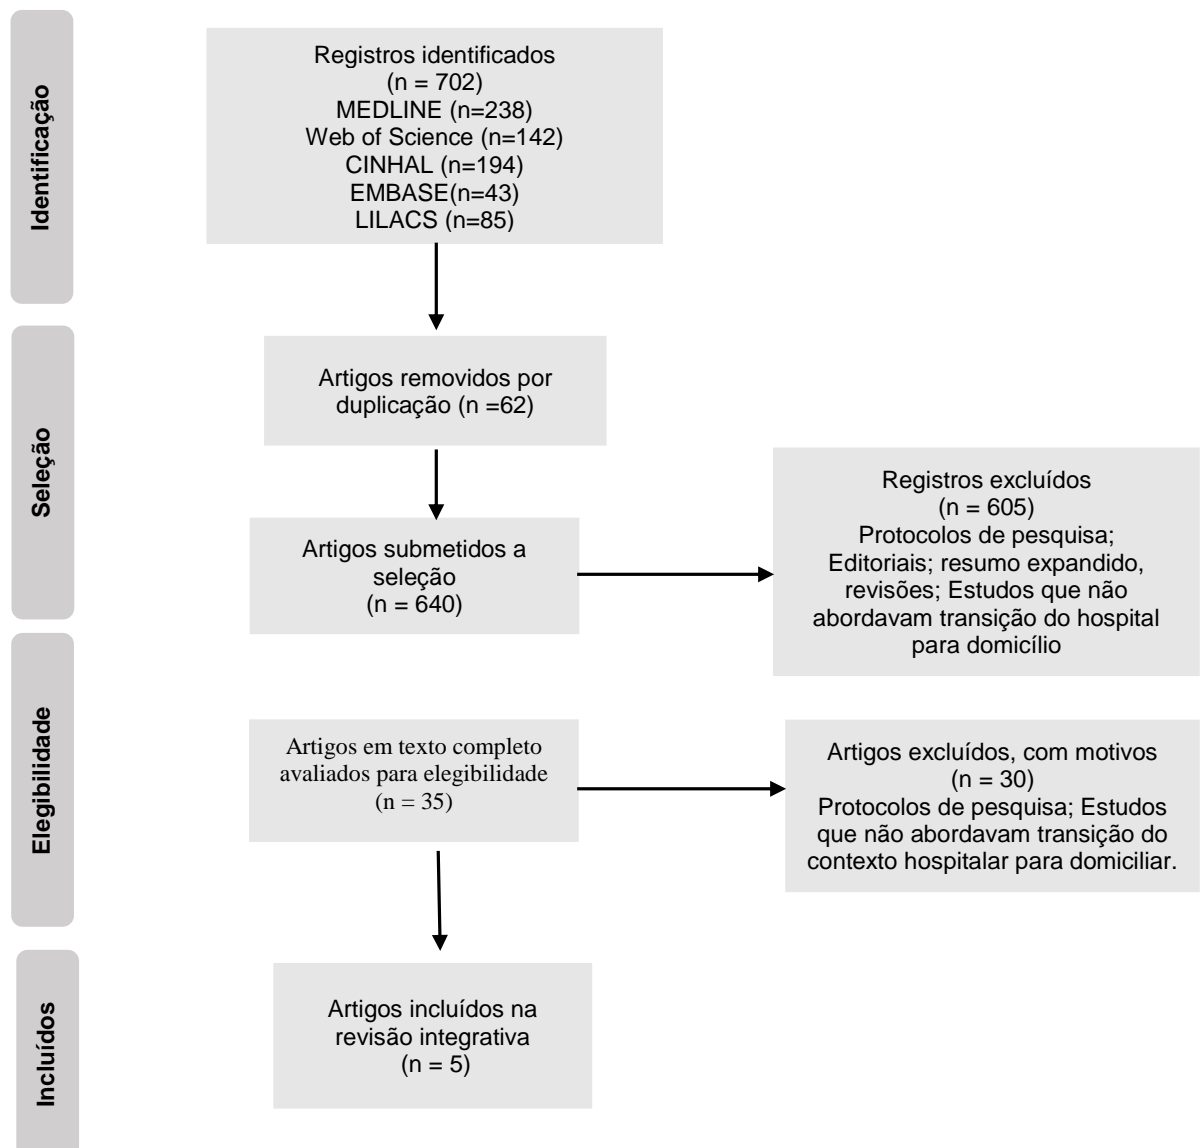 Identificação
Registros identificados
(n = 702)
MEDLINE (n=238)
Web of Science (n=142)
CINHAL (n=194)
EMBASE(n=43)
LILACS (n=85)
Seleção
Artigos removidos por
duplicação (n =62)
Artigos submetidos a
seleção
(n = 640)
Registros excluídos
(n = 605)
Protocolos de pesquisa;
Editoriais; resumo expandido,
revisões; Estudos que não
abordavam transição do hospital
para domicílio
Elegibilidade
Artigos em texto completo
avaliados para elegibilidade
(n = 35)
Artigos excluídos, com motivos
(n = 30)
Protocolos de pesquisa; Estudos
que não abordavam transição do
contexto hospitalar para domiciliar.
Incluídos
Artigos incluídos na
revisão integrativa
(n = 5)